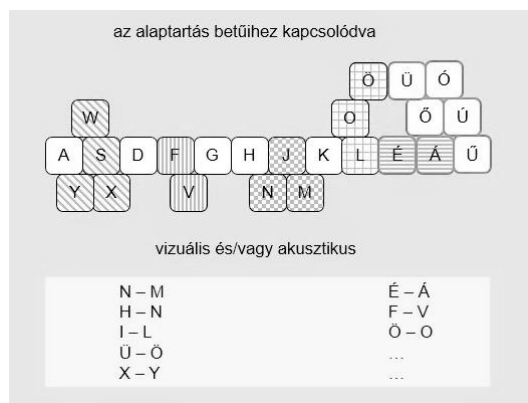 az alaptartás betűihez kapcsolódva
Ö Ü Ó
W O Ő Ú
A S D F G H J K L É Á Ű
Y X V N M
vizuális és/vagy akusztikus
N – M É – Á
H – N F – V
I – L Ö – O
Ü – Ö ...
X – Y ...